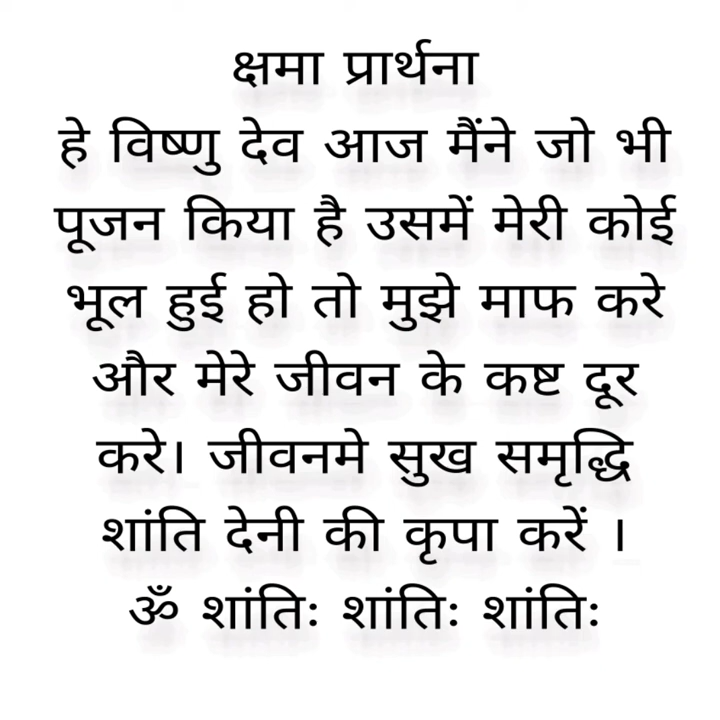 क्षमा प्रार्थना
हे विष्णु देव आज मैंने जो भी
पूजन किया है उसमें मेरी कोई
भूल हुई हो तो मुझे माफ करे
और मेरे जीवन के कष्ट दूर
करे। जीवनमे सुख समृद्धि
शांति देनी की कृपा करें ।
ॐ शांतिः शांतिः शांतिः